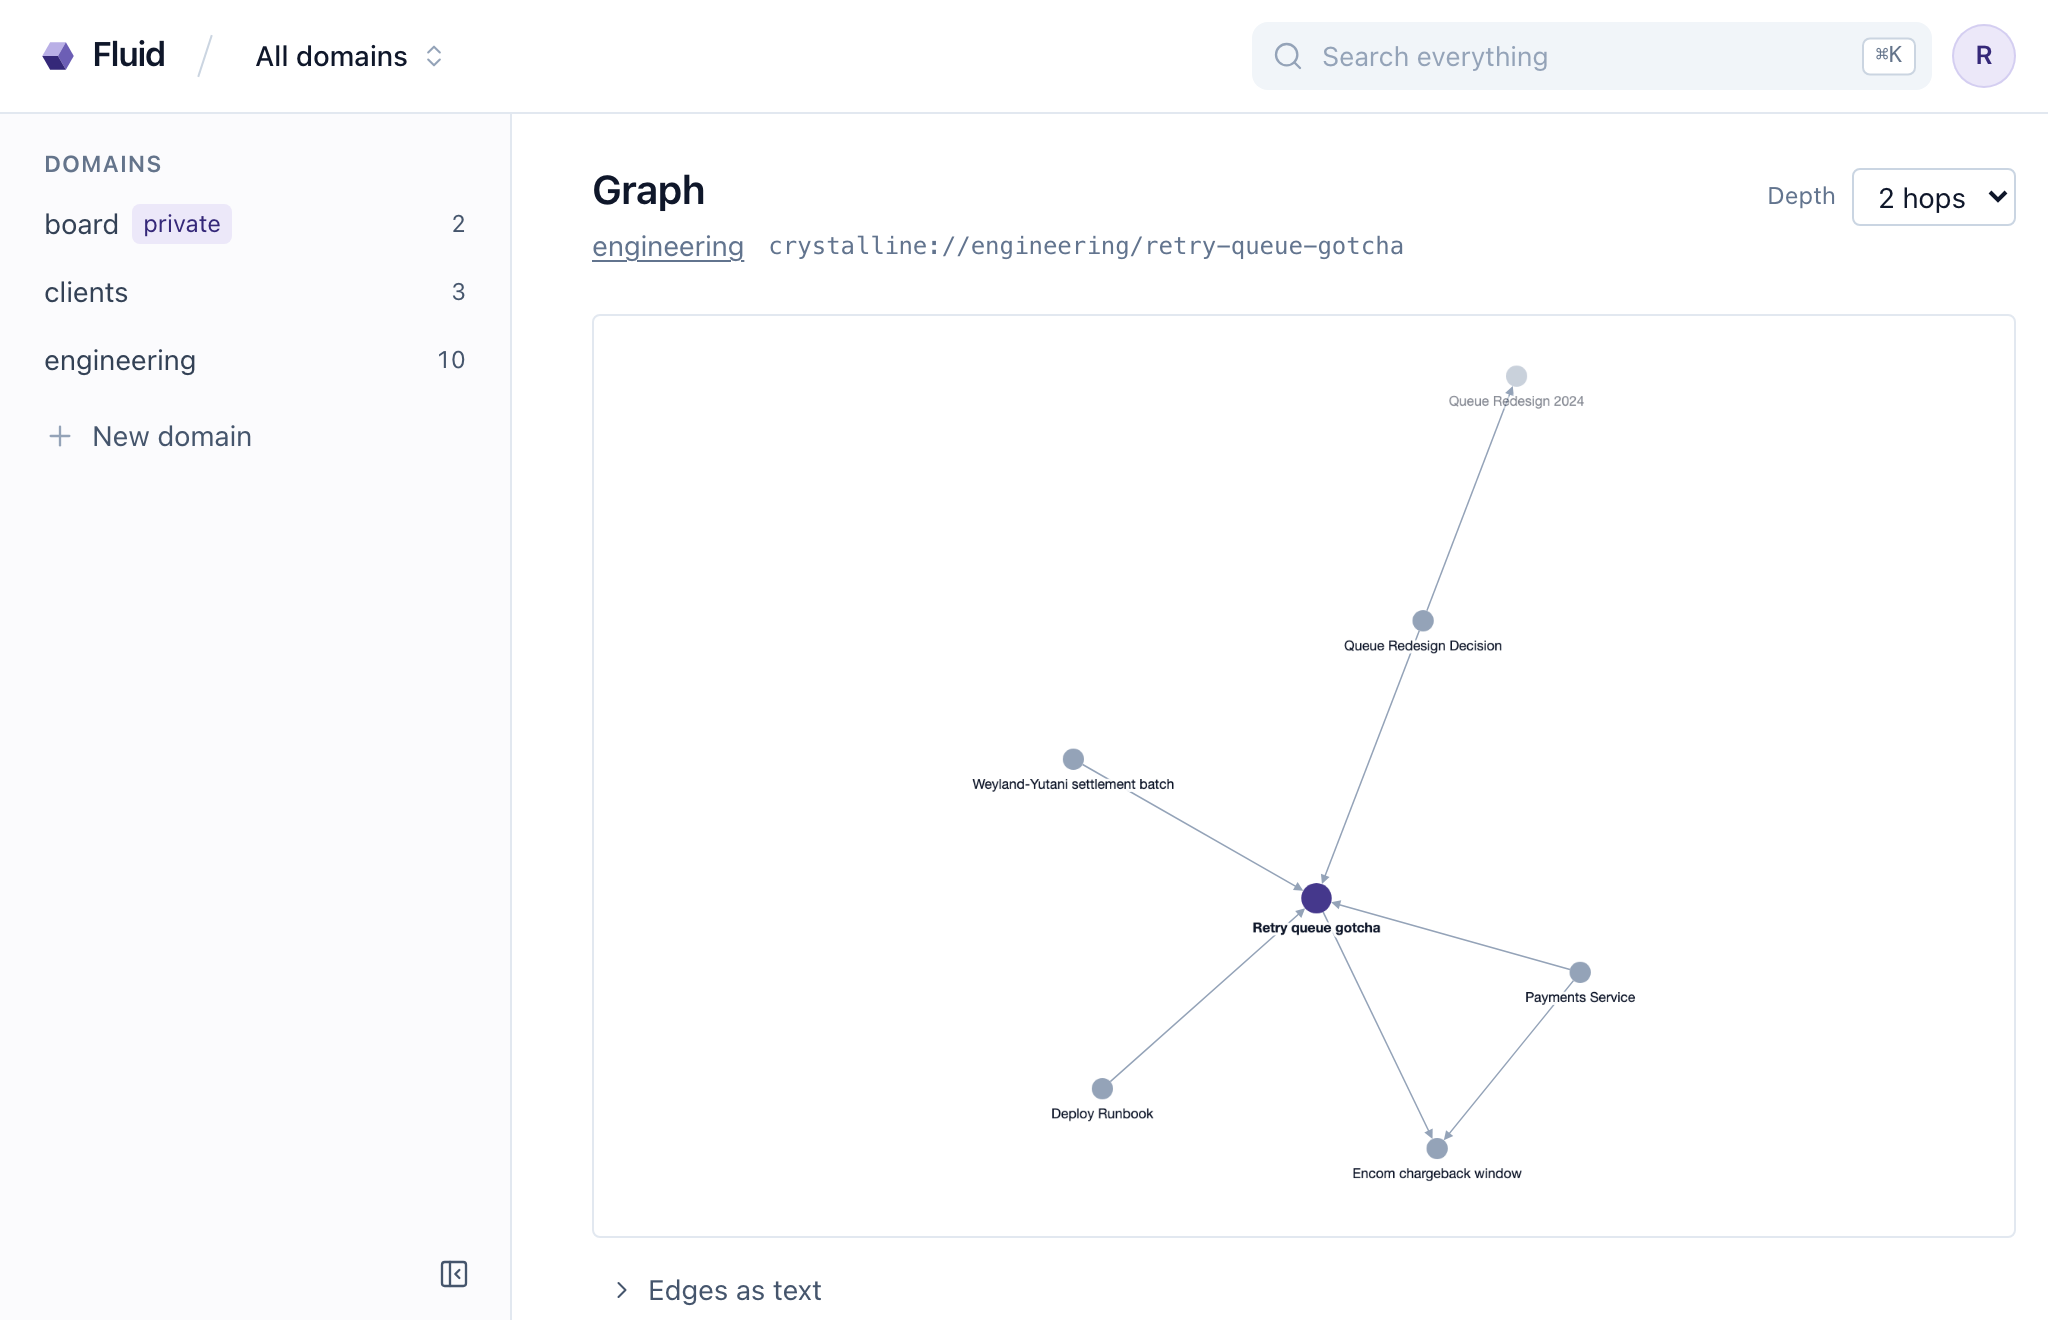 Fluid
All domains
Search everything
⌘K
R
DOMAINS
board private 2
clients 3
engineering 10
New domain
Graph
Depth 2 hops
engineering crystalline://engineering/retry-queue-gotcha
Queue Redesign 2024
Queue Redesign Decision
Weyland-Yutani settlement batch
Retry queue gotcha
Payments Service
Deploy Runbook
Encom chargeback window
Edges as text